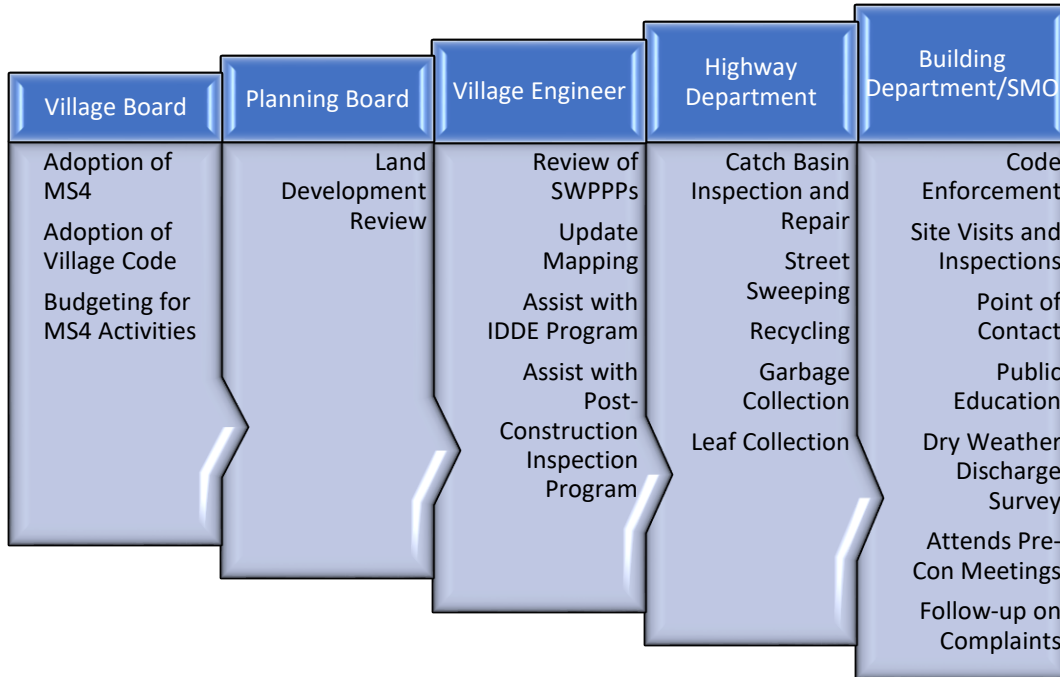 Village Board
Adoption of
MS4
Adoption of
Village Code
Budgeting for
MS4 Activities
Planning Board
Land
Development
Review
Village Engineer
Review of
SWPPPs
Update
Mapping
Assist with
IDDE Program
Assist with
Post-
Construction
Inspection
Program
Highway
Department
Catch Basin
Inspection and
Repair
Street
Sweeping
Recycling
Garbage
Collection
Leaf Collection
Building
Department/SMO
Code
Enforcement
Site Visits and
Inspections
Point of
Contact
Public
Education
Dry Weather
Discharge
Survey
Attends Pre-
Con Meetings
Follow-up on
Complaints